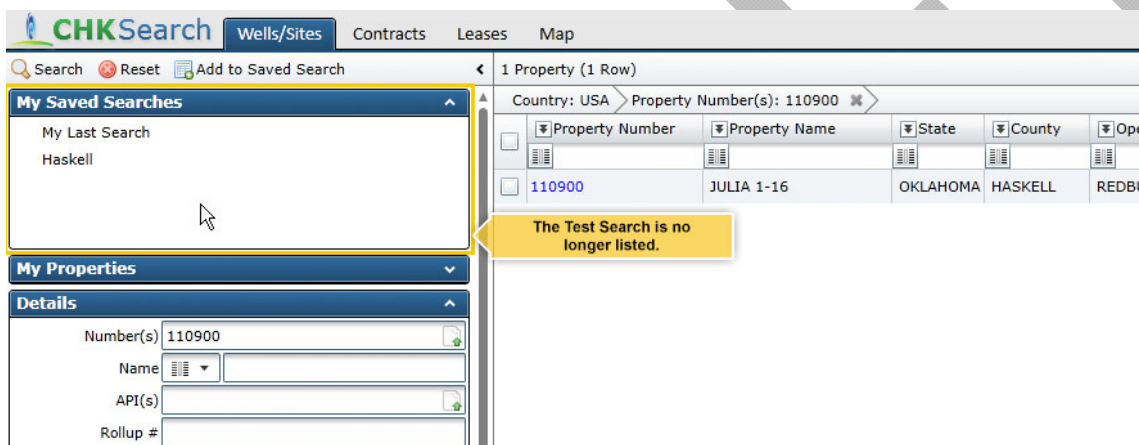 CHKSearch Wells/Sites Contracts Leases Map
Search Reset Add to Saved Search
1 Property (1 Row)
My Saved Searches
My Last Search
Haskell
Country: USA Property Number(s): 110900
Property Number Property Name State County Ope
110900 JULIA 1-16 OKLAHOMA HASKELL REDBU
The Test Search is no
longer listed.
My Properties
Details
Number(s) 110900
Name
API(s)
Rollup #